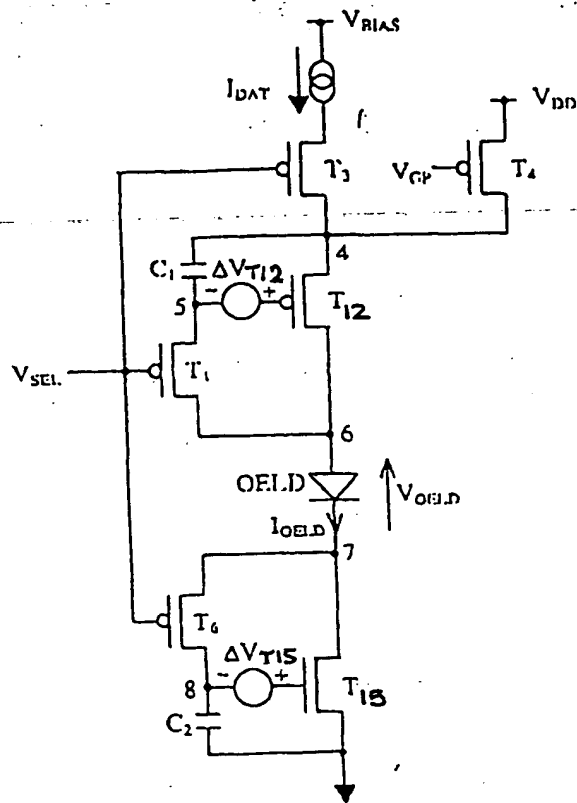 VBIAS
IDAT
VDD
T3
VGP
T4
4
C1
ΔVT12
- +
5
T12
T1
VSEL
6
OELD
VOELD
IOELD
7
T6
ΔVT15
- +
8
T15
C2